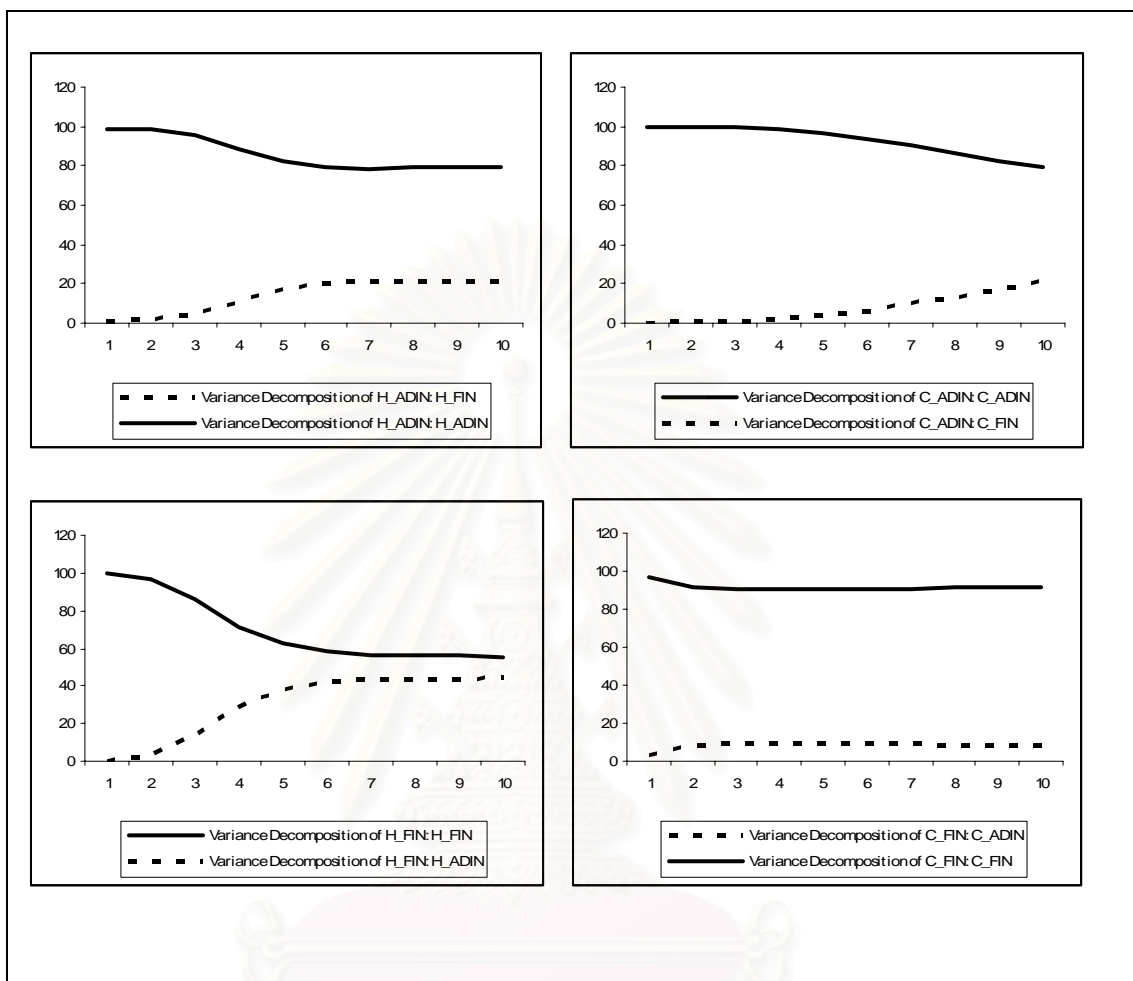 120
100
80
60
40
20
0
1 2 3 4 5 6 7 8 9 10
Variance Decomposition of H_ADIN: H_FIN
Variance Decomposition of H_ADIN: H_ADIN
120
100
80
60
40
20
0
1 2 3 4 5 6 7 8 9 10
Variance Decomposition of C_ADIN: C_ADIN
Variance Decomposition of C_ADIN: C_FIN
120
100
80
60
40
20
0
1 2 3 4 5 6 7 8 9 10
Variance Decomposition of H_FIN: H_FIN
Variance Decomposition of H_FIN: H_ADIN
120
100
80
60
40
20
0
1 2 3 4 5 6 7 8 9 10
Variance Decomposition of C_FIN: C_ADIN
Variance Decomposition of C_FIN: C_FIN